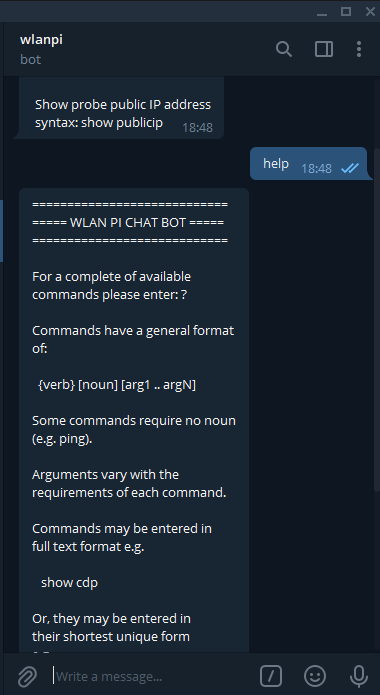 wlanpi
bot
Show probe public IP address
syntax: show publicip
18:48
help
18:48
============================
===== WLAN PI CHAT BOT =====
============================
For a complete of available
commands please enter: ?
Commands have a general format
of:
{verb} [noun] [arg1 .. argN]
Some commands require no noun
(e.g. ping).
Arguments vary with the
requirements of each command.
Commands may be entered in
full text format e.g.
show cdp
Or, they may be entered in
their shortest unique form
Write a message...